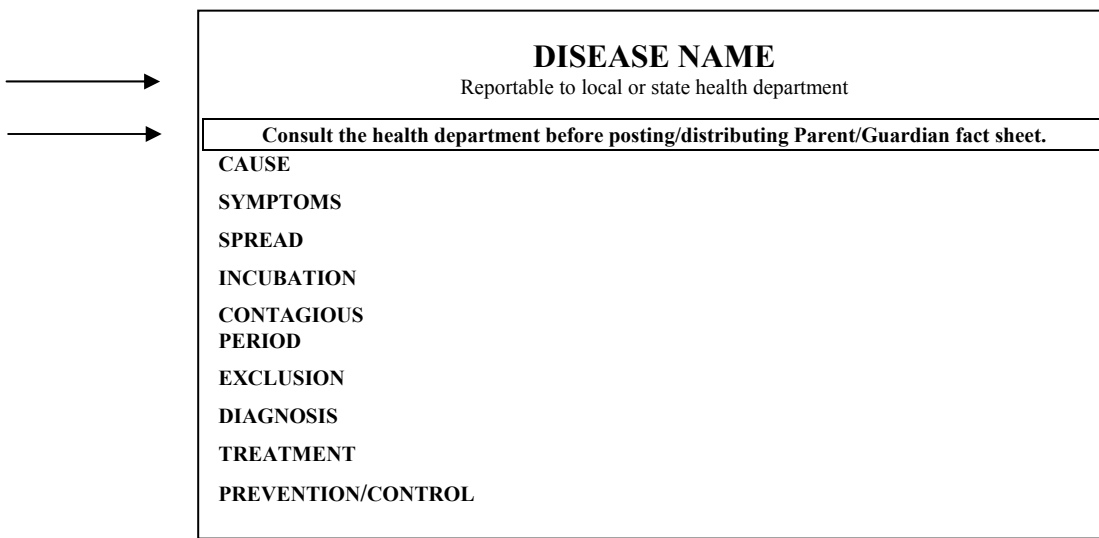 DISEASE NAME
Reportable to local or state health department
Consult the health department before posting/distributing Parent/Guardian fact sheet.
CAUSE
SYMPTOMS
SPREAD
INCUBATION
CONTAGIOUS
PERIOD
EXCLUSION
DIAGNOSIS
TREATMENT
PREVENTION/CONTROL